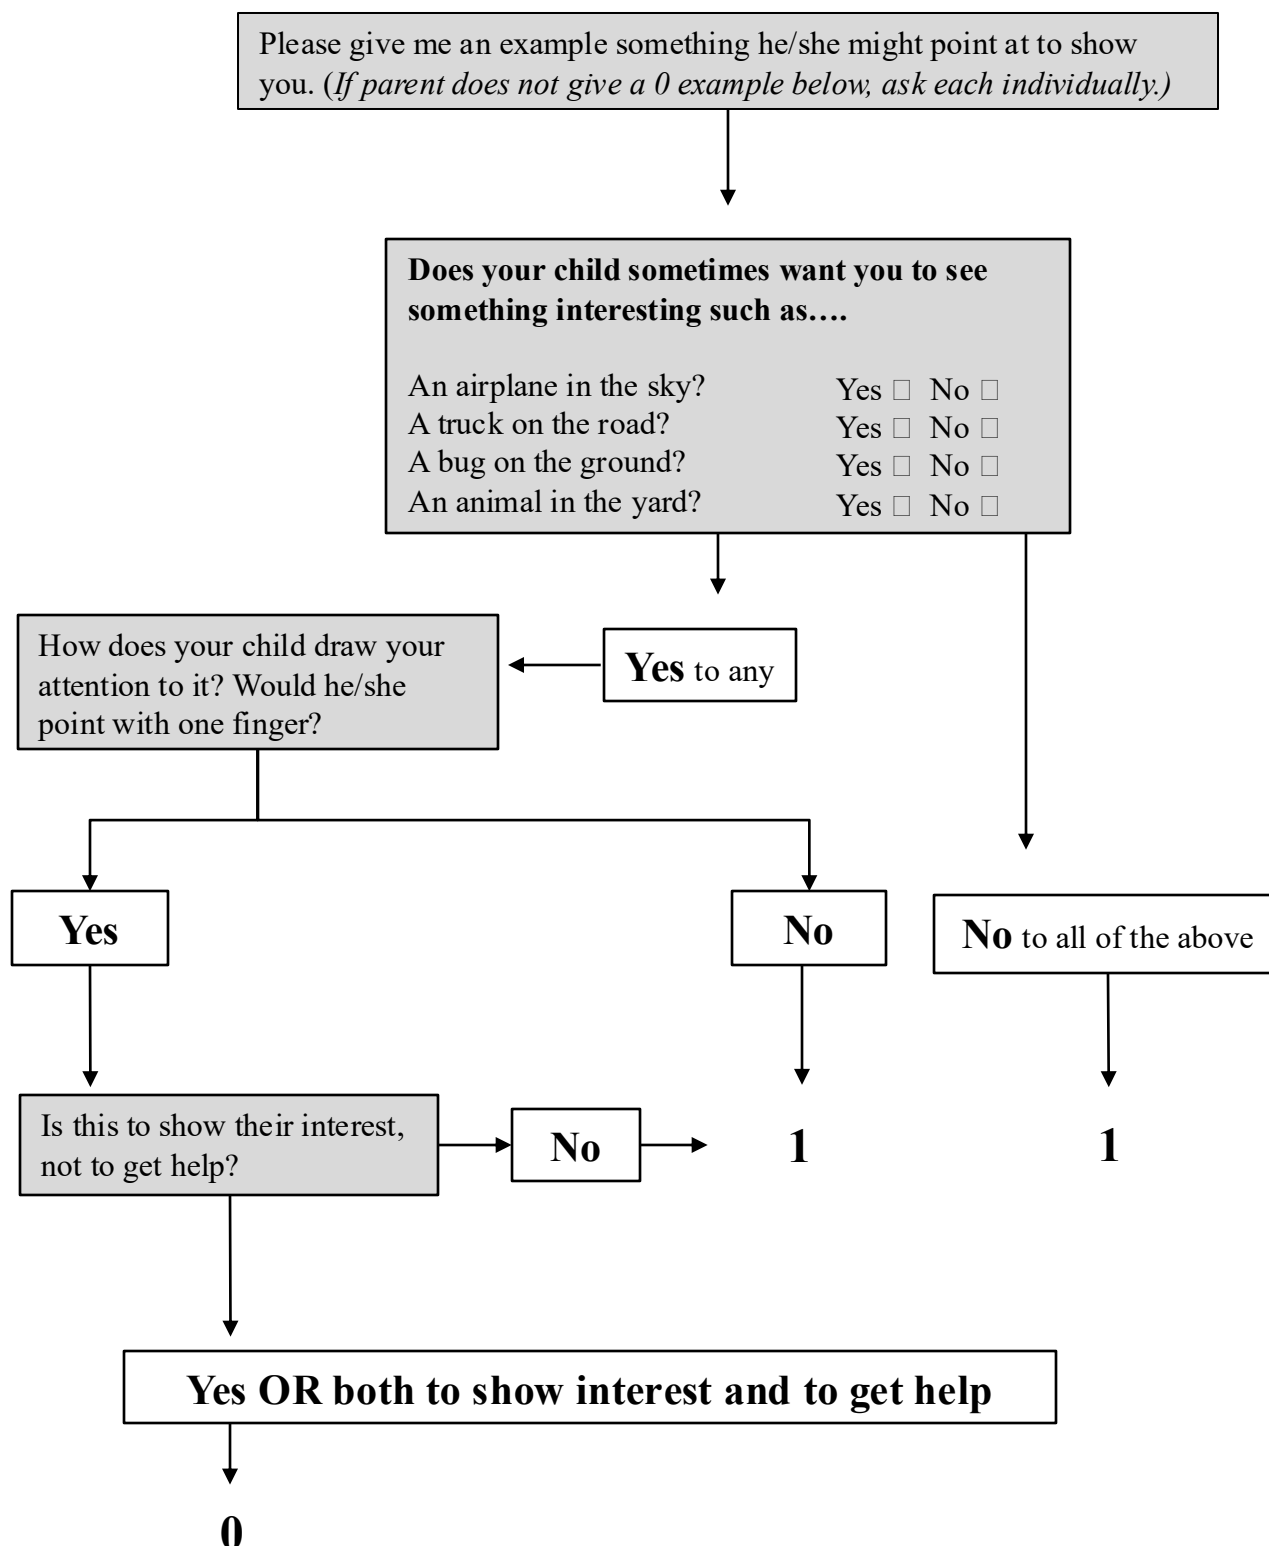 Please give me an example something he/she might point at to show
you. (If parent does not give a 0 example below, ask each individually.)
Does your child sometimes want you to see
something interesting such as….
An airplane in the sky? Yes □ No □
A truck on the road? Yes □ No □
A bug on the ground? Yes □ No □
An animal in the yard? Yes □ No □
How does your child draw your
attention to it? Would he/she
point with one finger?
Yes to any
Yes
No
No to all of the above
Is this to show their interest,
not to get help?
No
1
1
Yes OR both to show interest and to get help
0